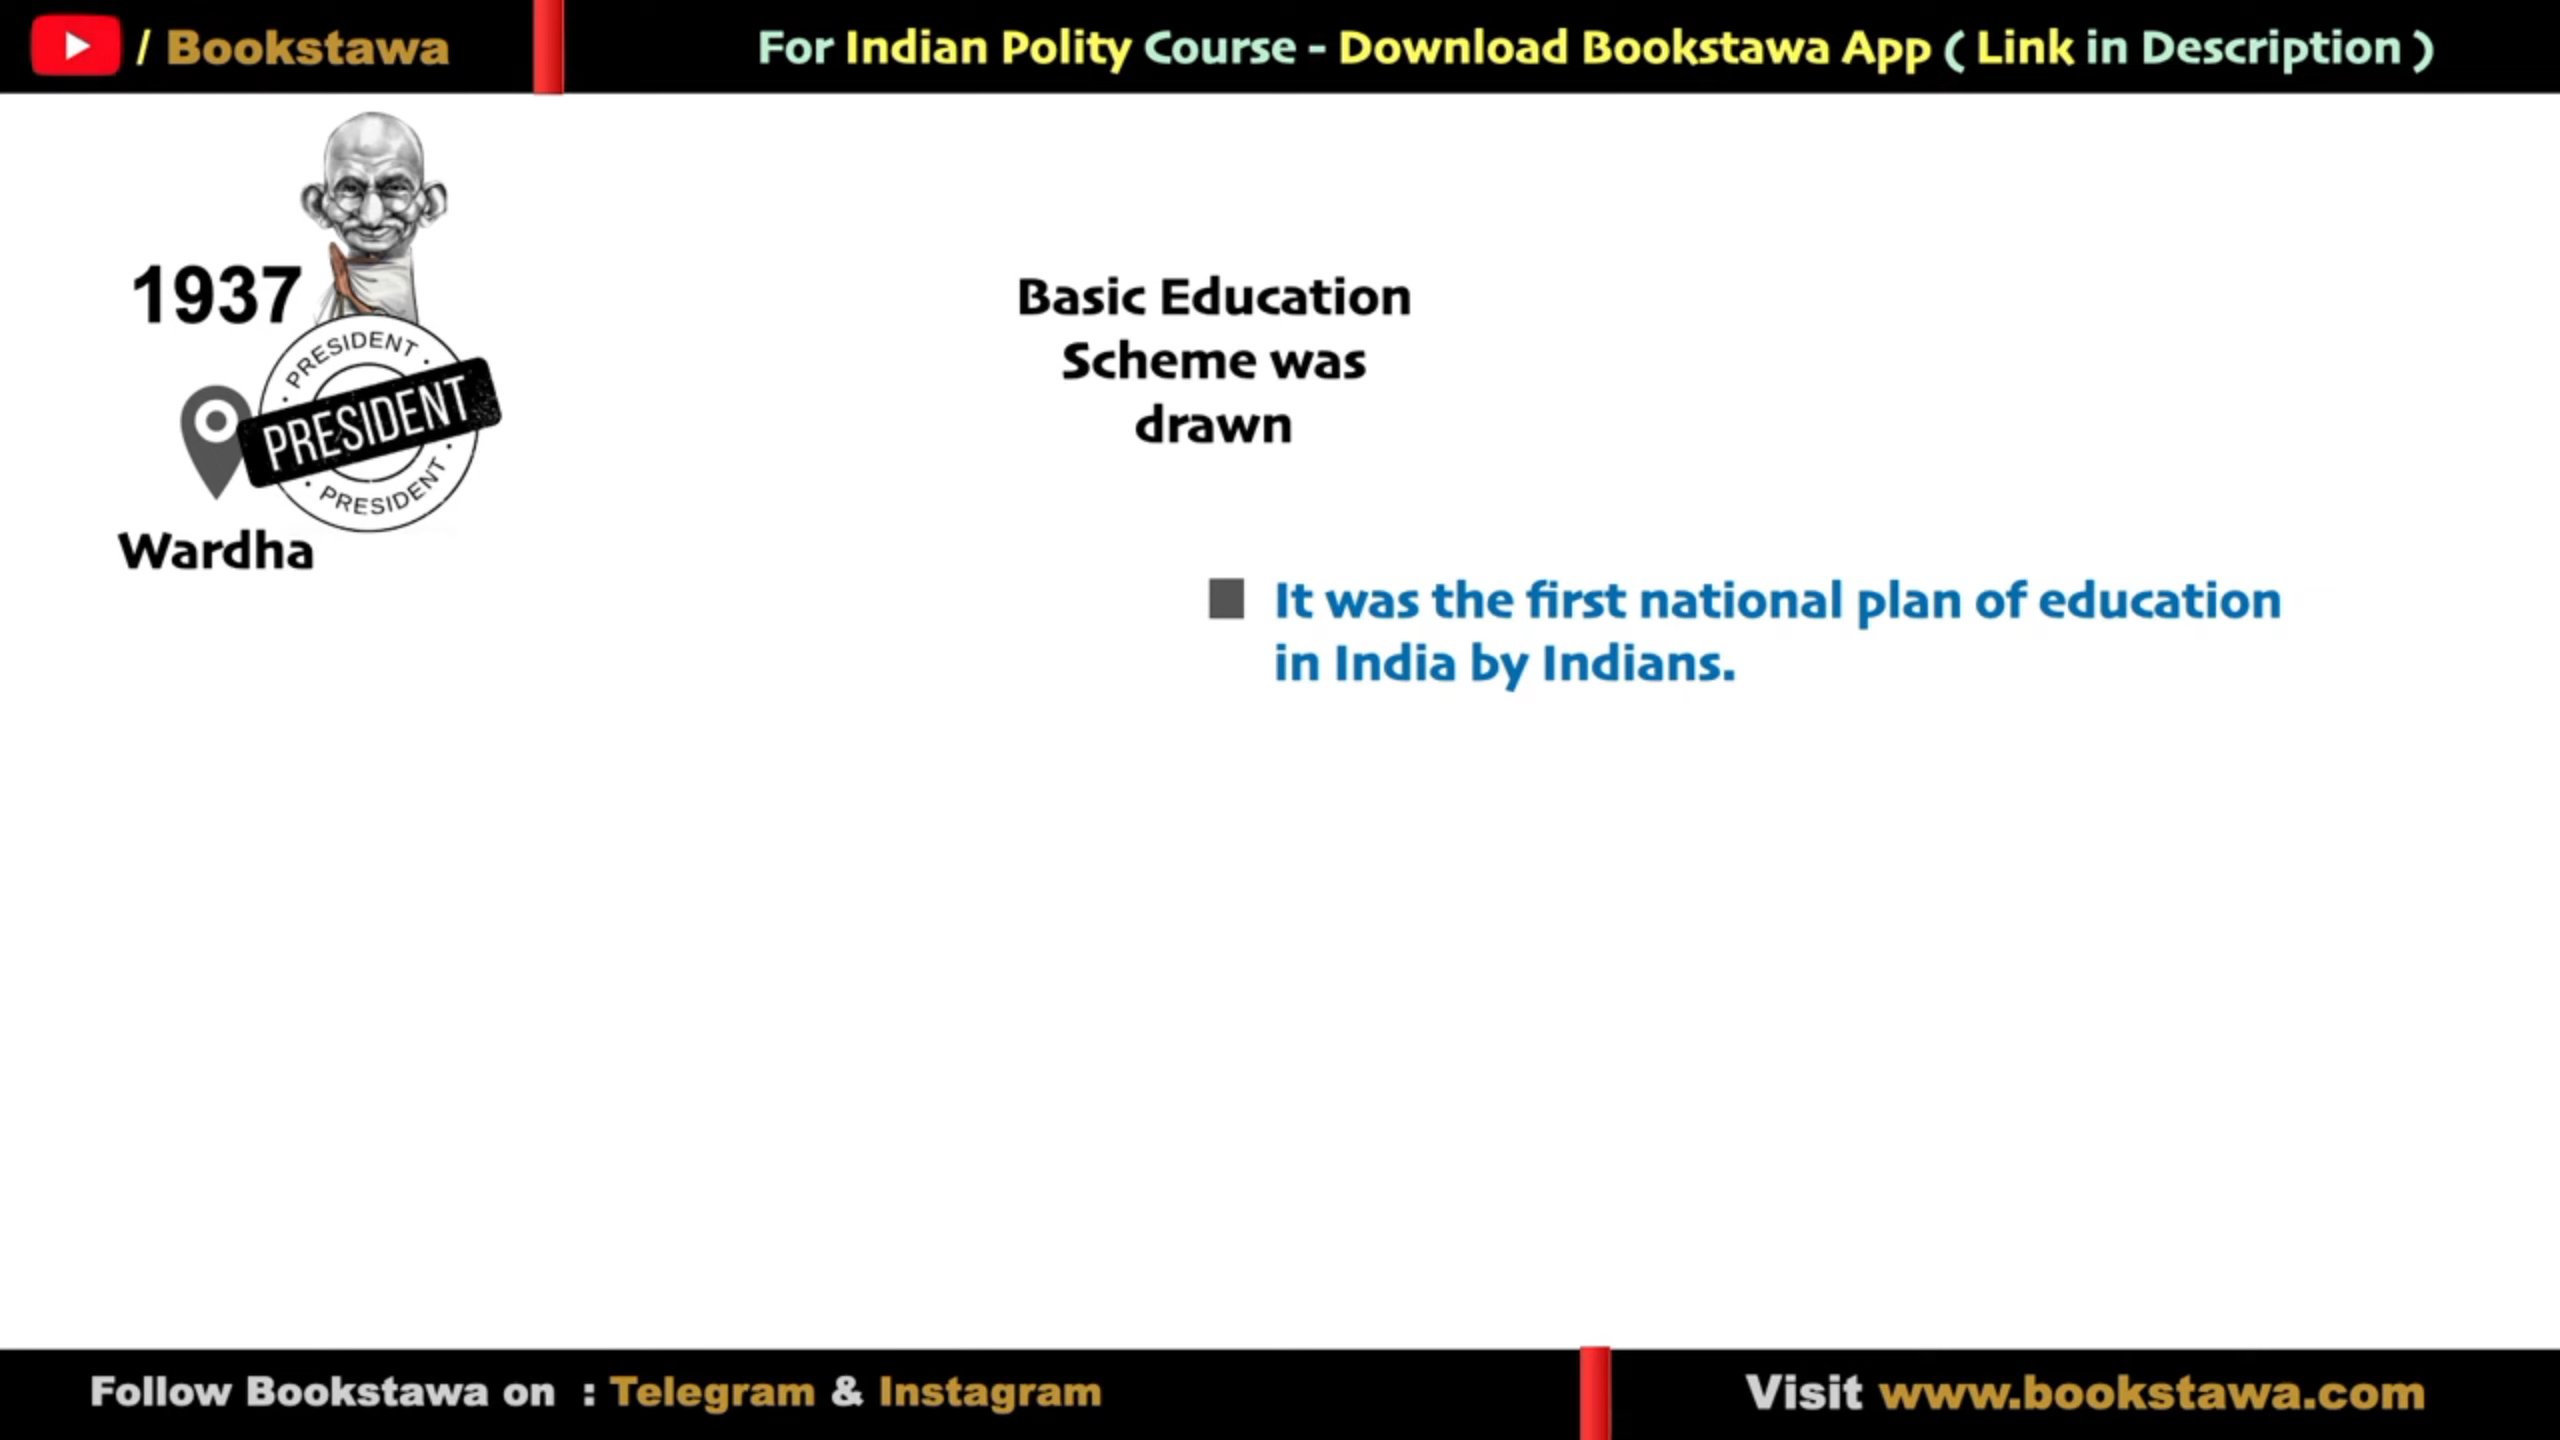 / Bookstawa
For Indian Polity Course - Download Bookstawa App ( Link in Description )
1937
PRESIDENT
PRESIDENT
PRESIDENT
Wardha
Basic Education
Scheme was
drawn
It was the first national plan of education
in India by Indians.
Follow Bookstawa on : Telegram & Instagram
Visit www.bookstawa.com